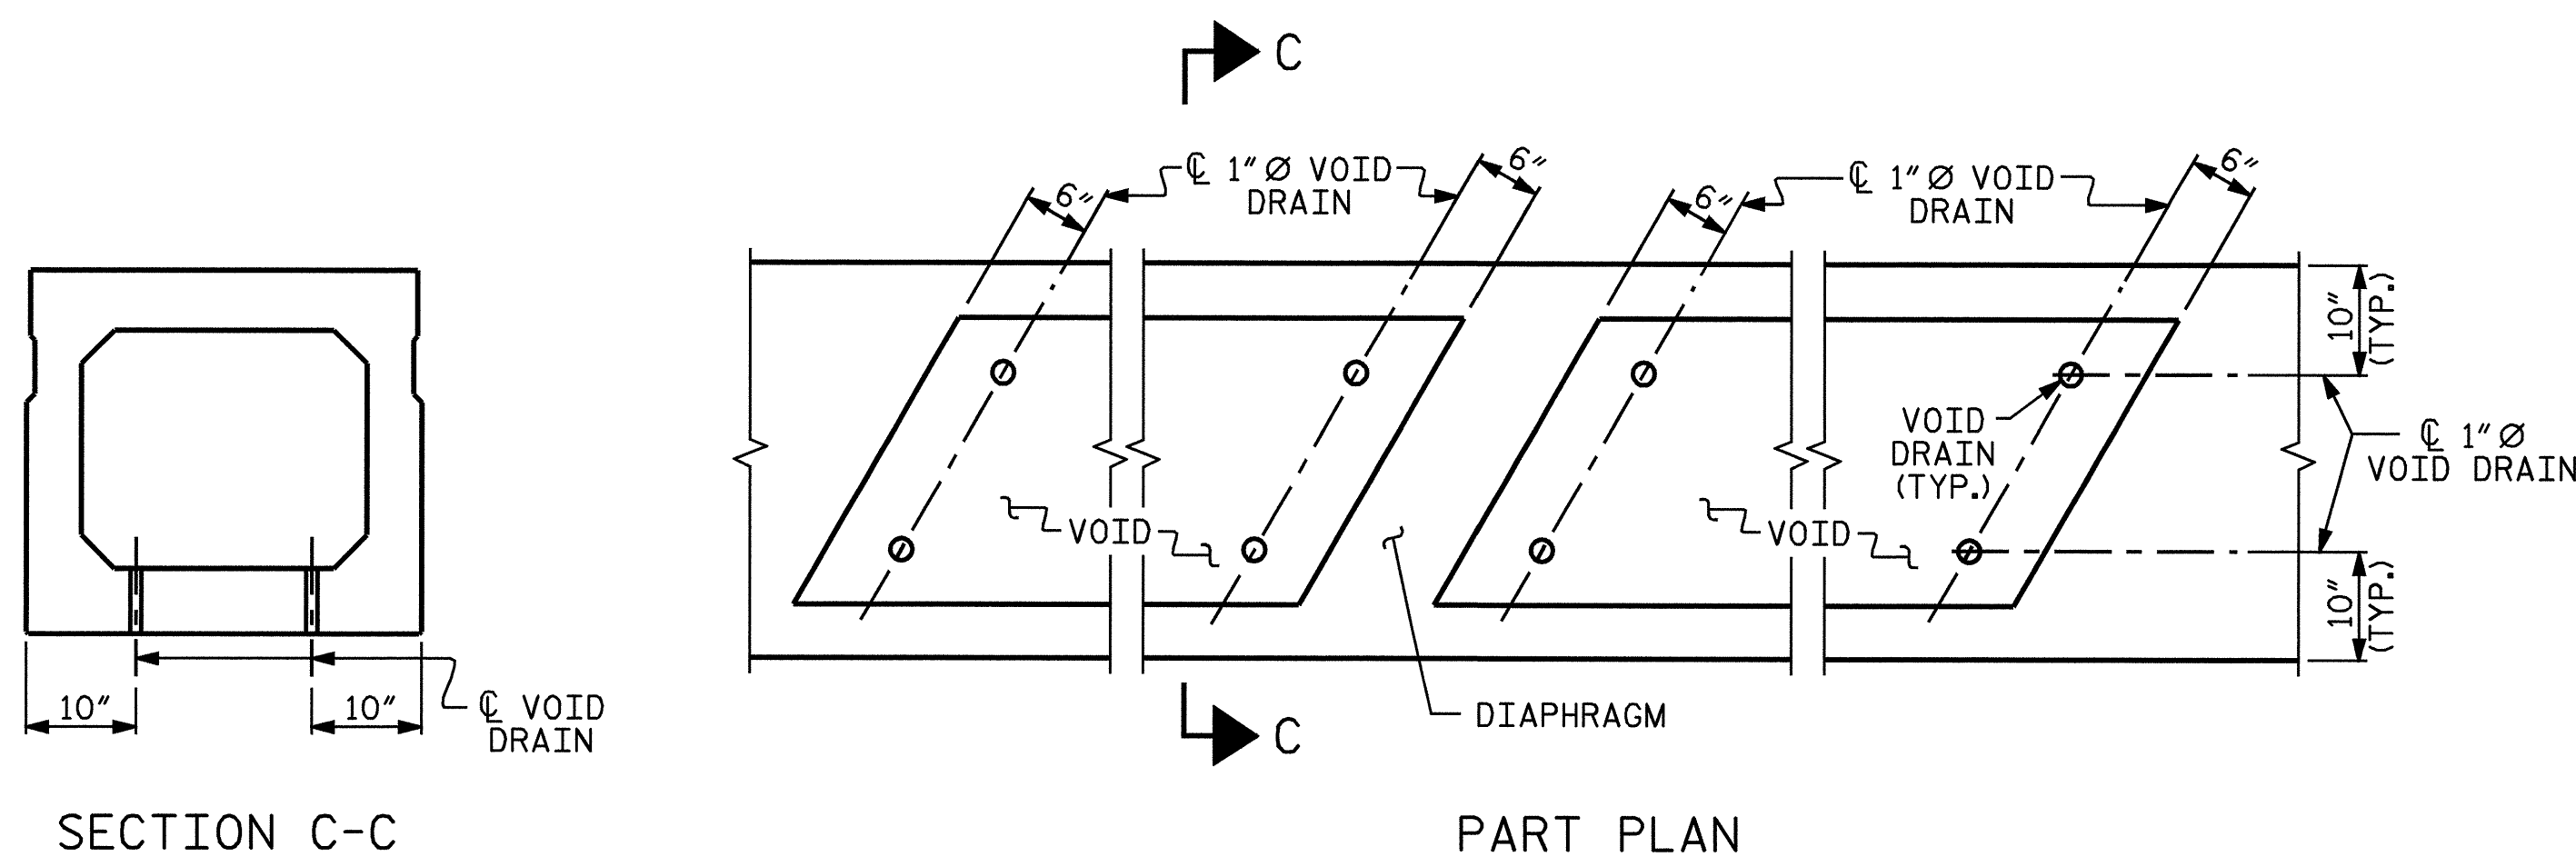 C
℄ 1" Ø VOID
DRAIN
6"
6"
℄ 1" Ø VOID
DRAIN
6"
6"
10"
(TYP.)
VOID
DRAIN
(TYP.)
℄ 1" Ø
VOID DRAIN
VOID
VOID
10"
(TYP.)
10"
10"
℄ VOID
DRAIN
DIAPHRAGM
C
SECTION C-C
PART PLAN